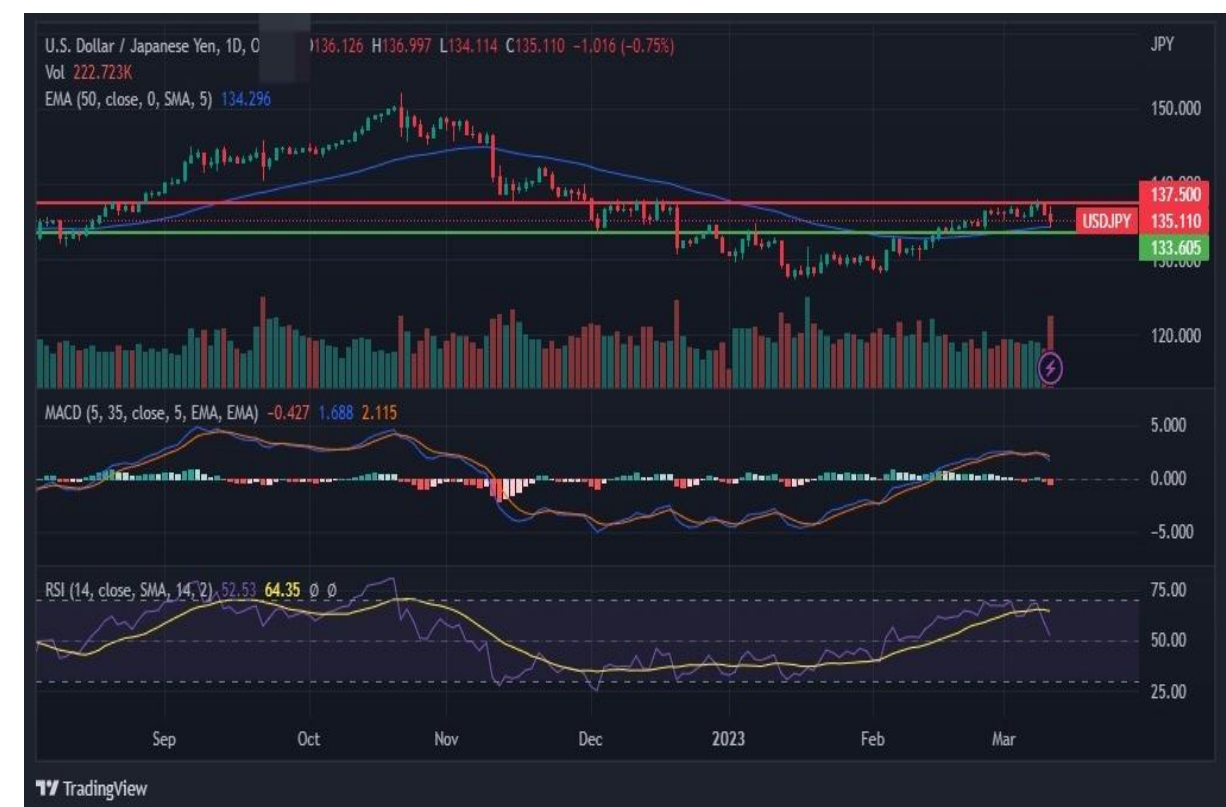 U.S. Dollar / Japanese Yen, 1D, O 136.126 H136.997 L134.114 C135.110 −1.016 (−0.75%)
JPY
Vol 222.723K
EMA (50, close, 0, SMA, 5) 134.296
150.000
140.000
137.500
USDJPY 135.110
133.605
130.000
120.000
MACD (5, 35, close, 5, EMA, EMA) −0.427 1.688 2.115
5.000
0.000
−5.000
RSI (14, close, SMA, 14, 2) 52.53 64.35 Ø Ø
75.00
50.00
25.00
Sep Oct Nov Dec 2023 Feb Mar
TradingView